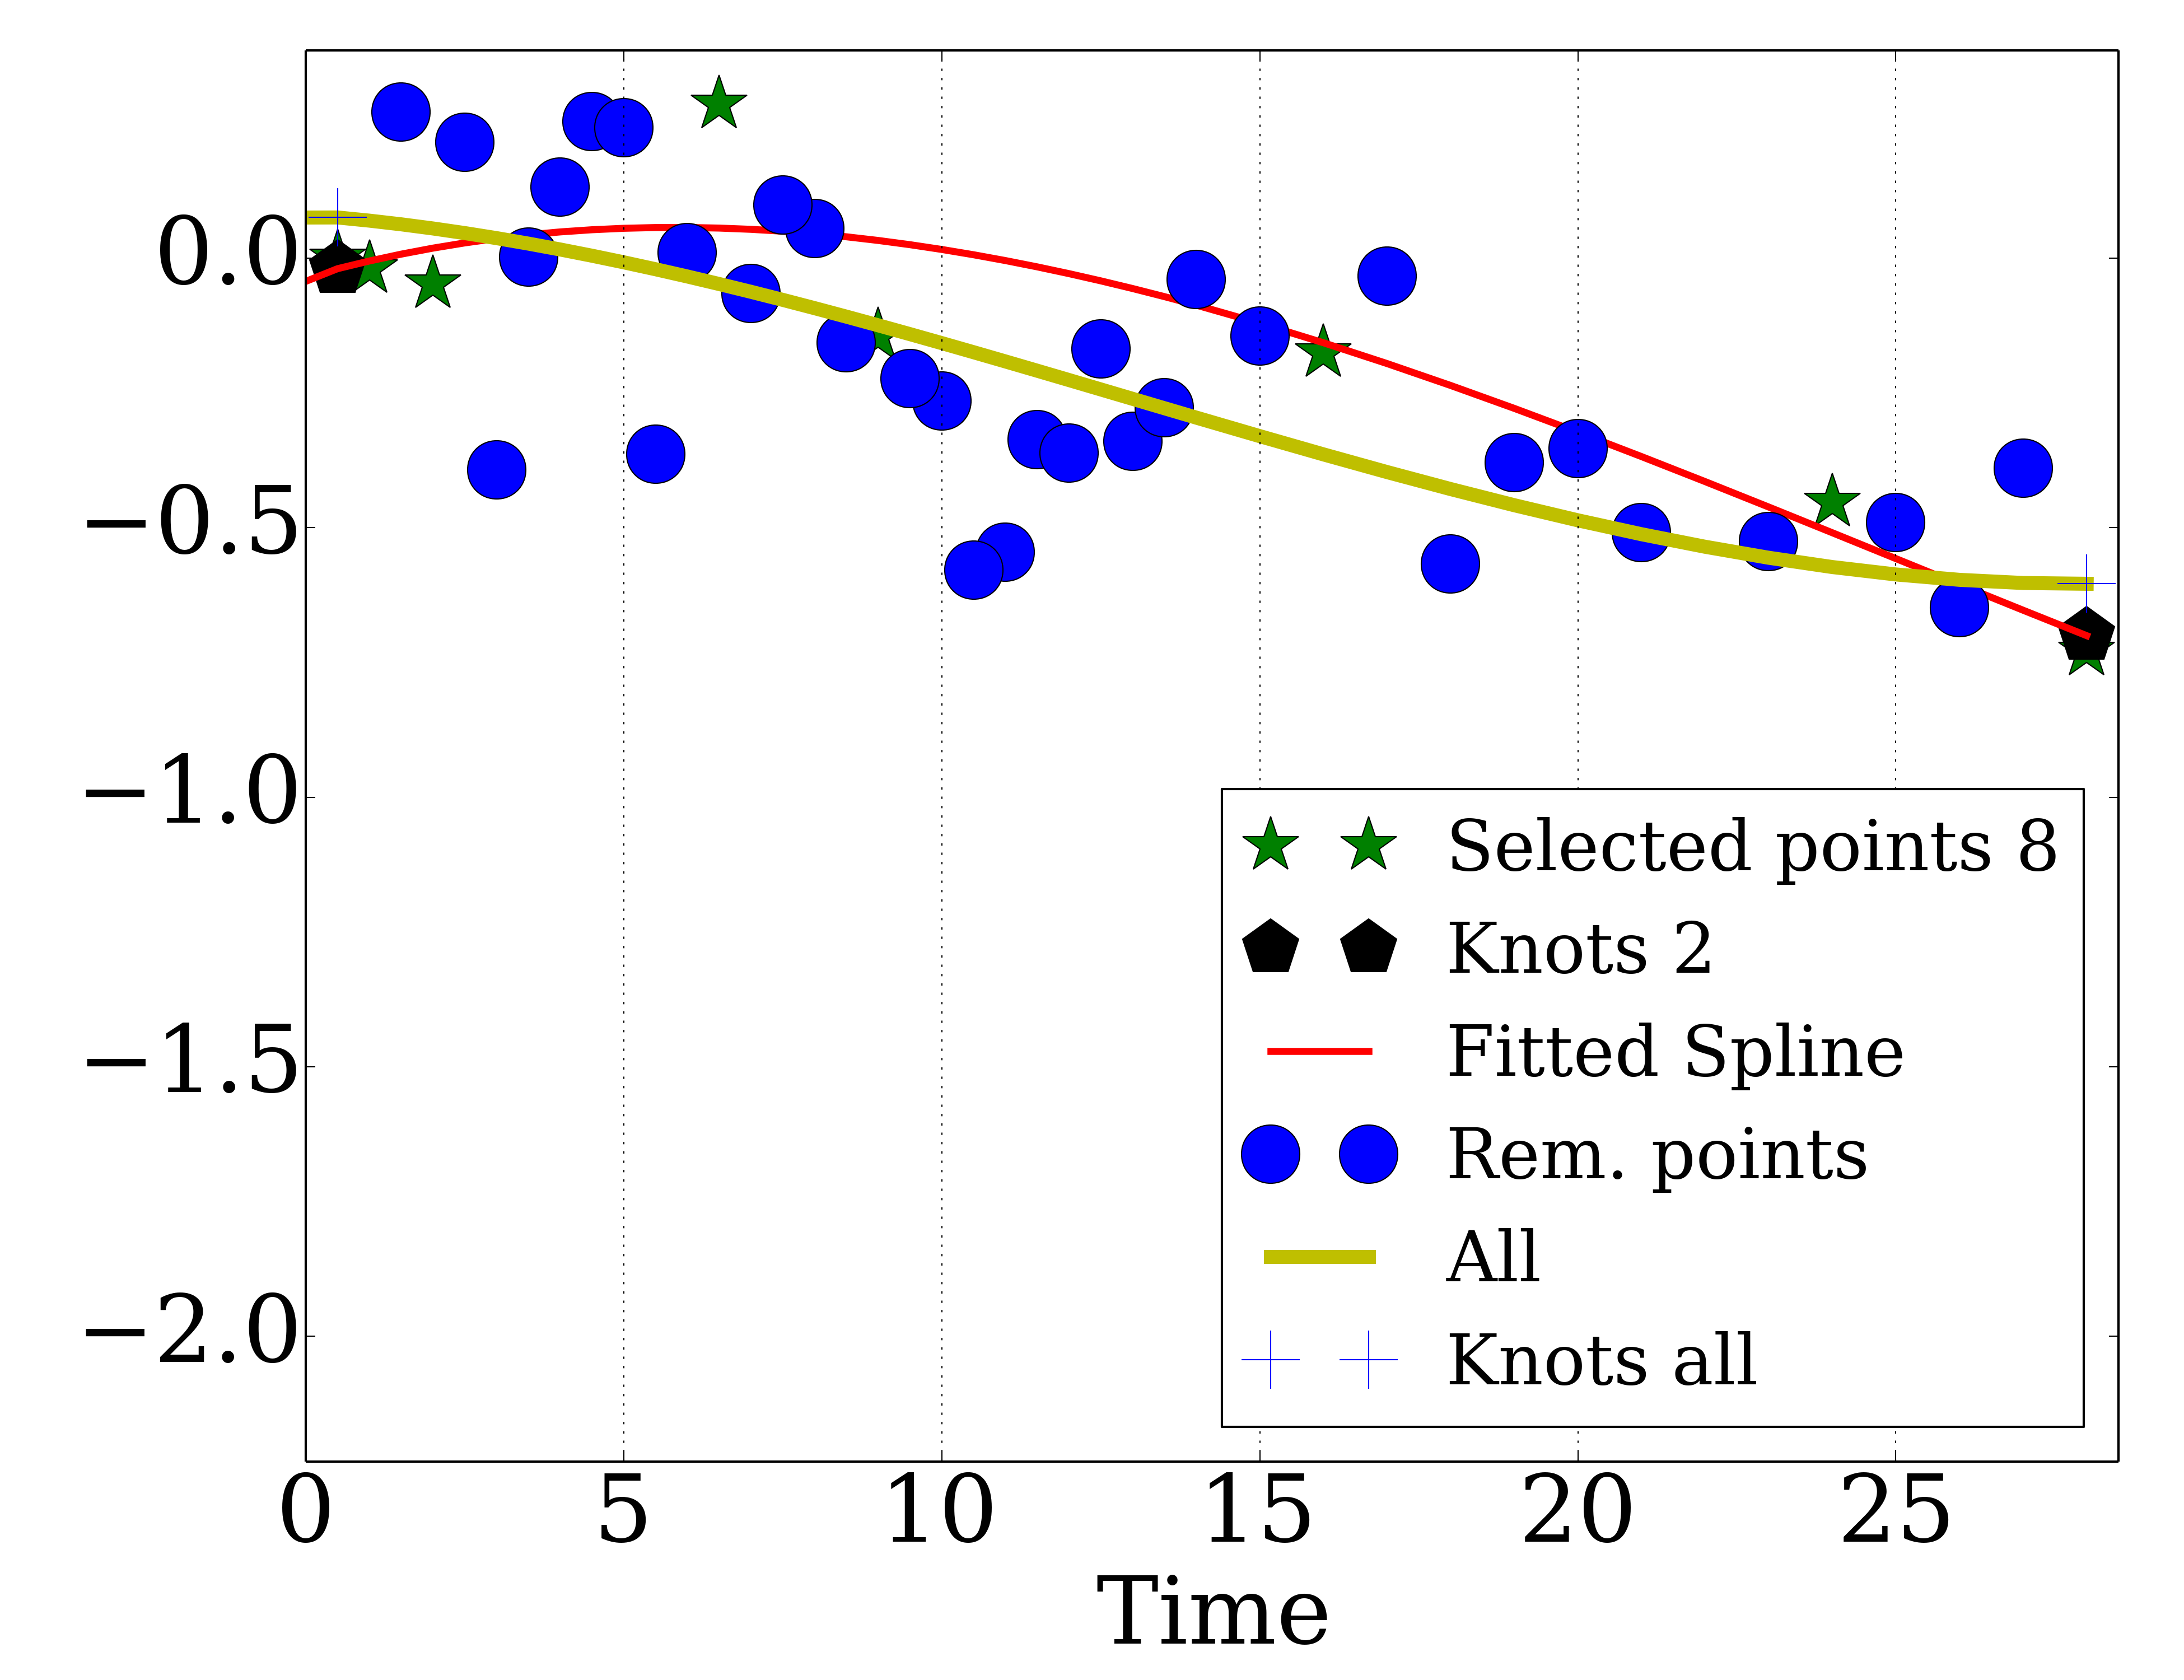 0.0
−0.5
−1.0
−1.5
−2.0
Selected points 8
Knots 2
Fitted Spline
Rem. points
All
Knots all
0 5 10 15 20 25
Time